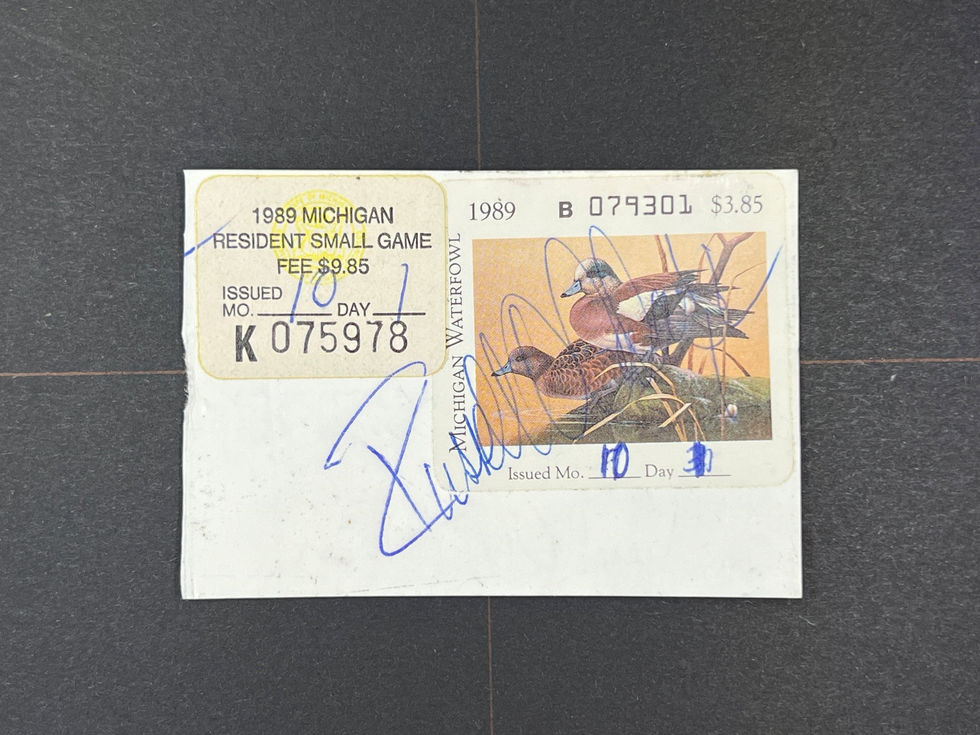 1989 MICHIGAN
RESIDENT SMALL GAME
FEE $9.85
ISSUED
MO. 10 DAY 1
K 075978
1989 B 079301 $3.85
MICHIGAN WATERFOWL
Issued Mo. 10 Day